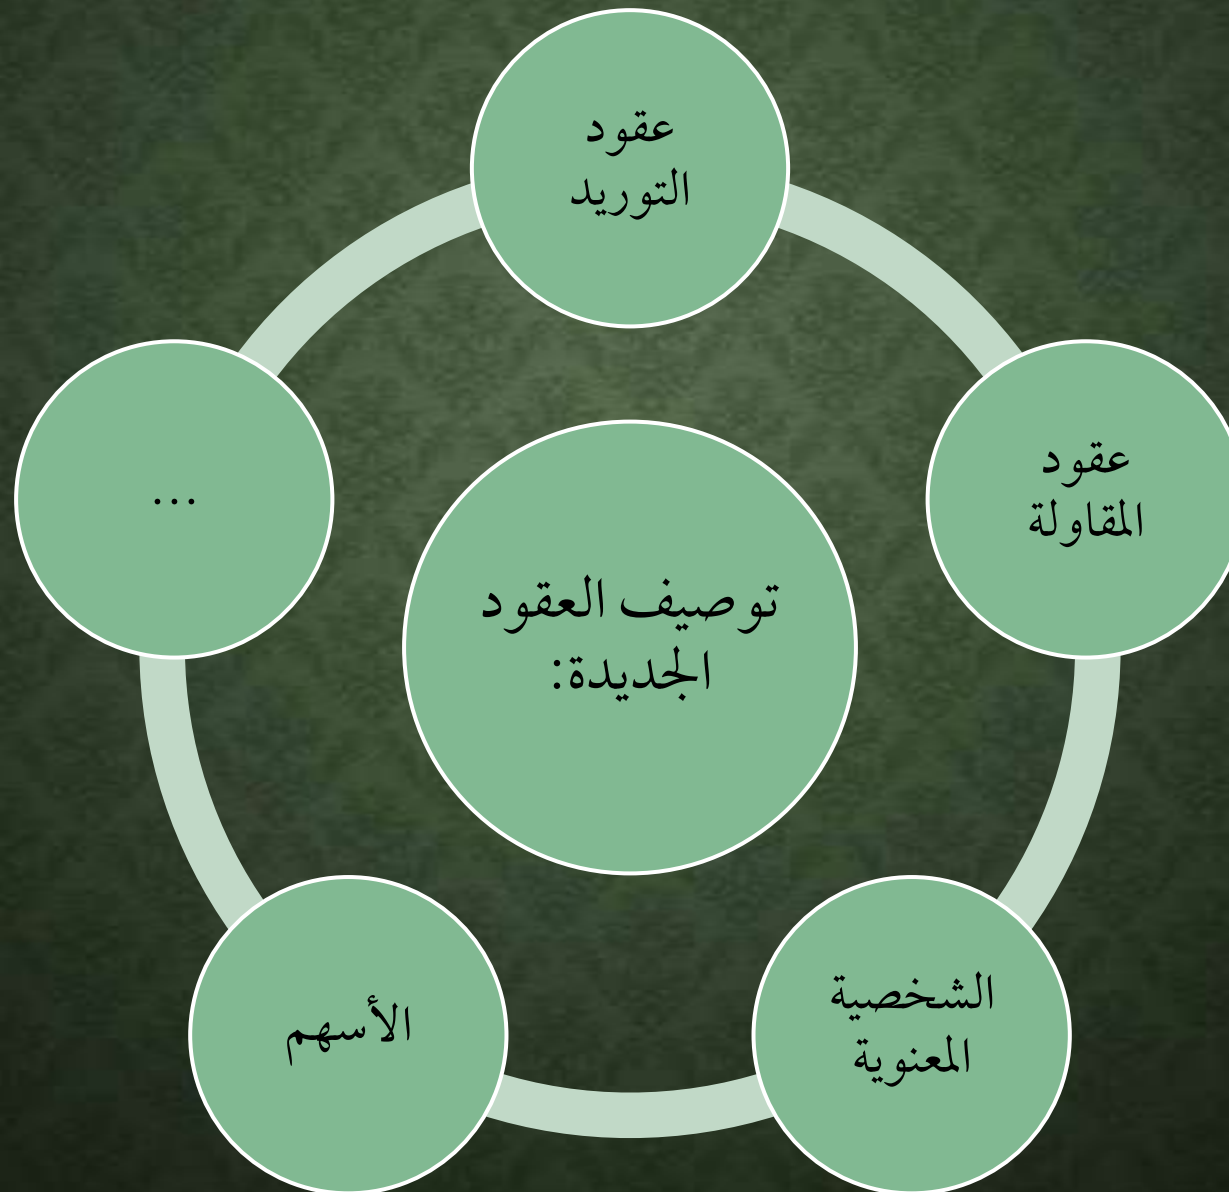 توصيف العقود
الجديدة:
عقود
التوريد
عقود
المقاولة
الشخصية
المعنوية
الأسهم
...